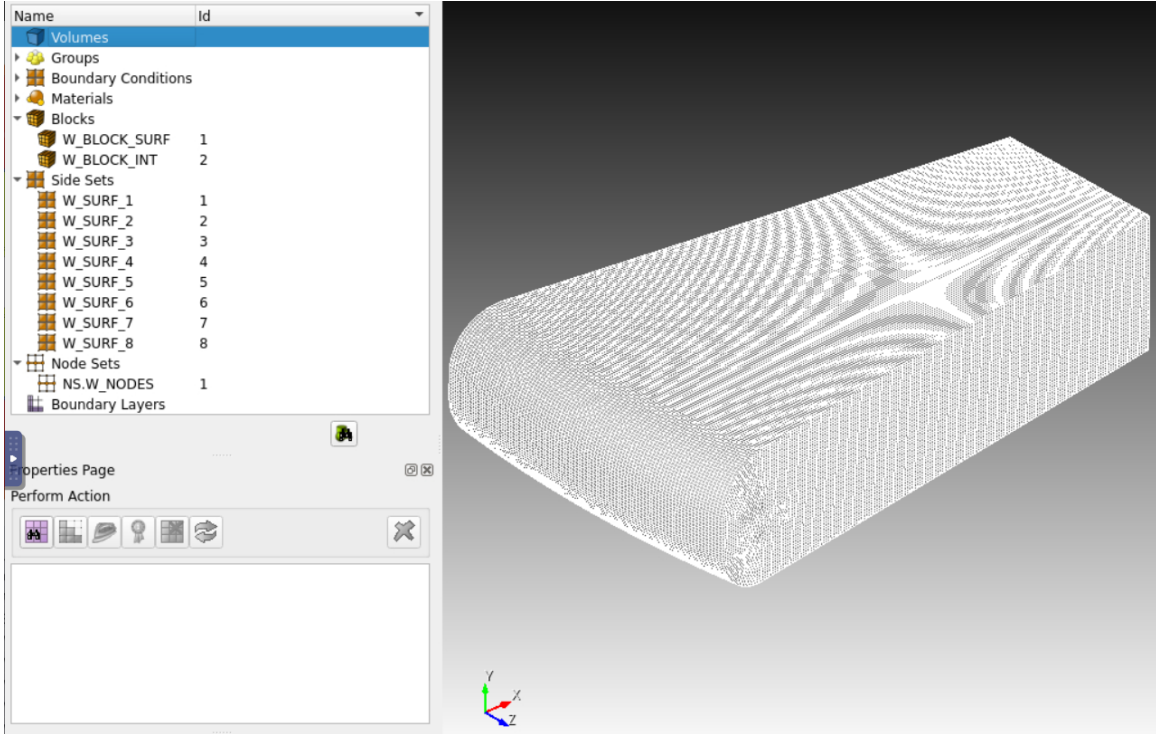 Name Id
Volumes
Groups
Boundary Conditions
Materials
Blocks
W_BLOCK_SURF 1
W_BLOCK_INT 2
Side Sets
W_SURF_1 1
W_SURF_2 2
W_SURF_3 3
W_SURF_4 4
W_SURF_5 5
W_SURF_6 6
W_SURF_7 7
W_SURF_8 8
Node Sets
NS.W_NODES 1
Boundary Layers
roperties Page
Perform Action
Y
X
Z